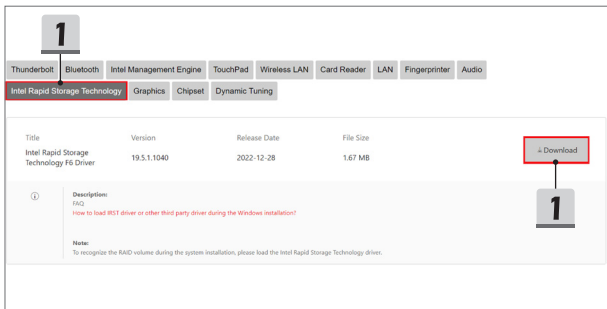 1
Thunderbolt Bluetooth Intel Management Engine TouchPad Wireless LAN Card Reader LAN Fingerprinter Audio
Intel Rapid Storage Technology Graphics Chipset Dynamic Tuning
Title Version Release Date File Size
Intel Rapid Storage
Technology F6 Driver 19.5.1.1040 2022-12-28 1.67 MB Download
1
Description:
FAQ
How to load IRST driver or other third party driver during the Windows installation?
Note:
To recognize the RAID volume during the system installation, please load the Intel Rapid Storage Technology driver.